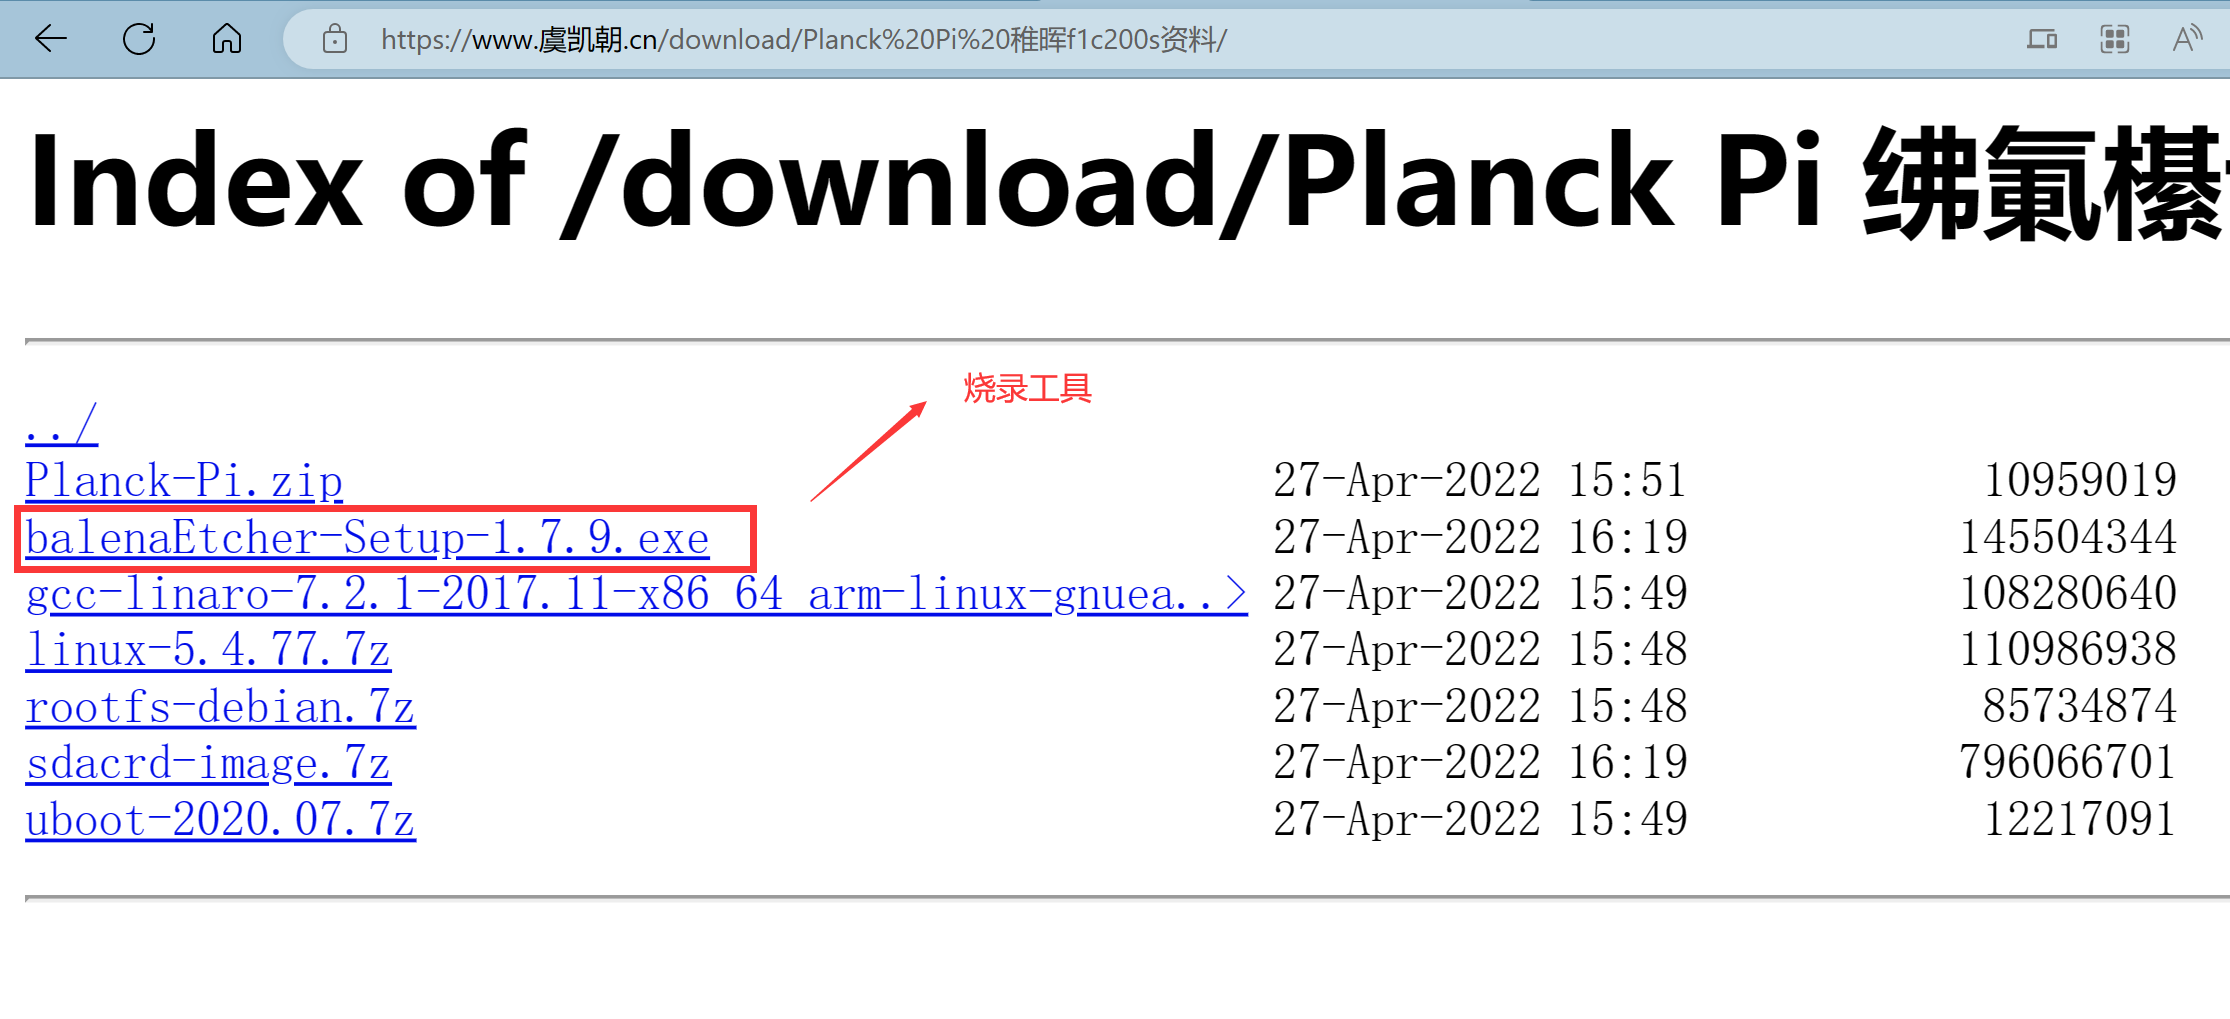 https://www.虞凯朝.cn/download/Planck%20Pi%20稚晖f1c200s资料/
Index of /download/Planck Pi
烧录工具
../
Planck-Pi.zip 27-Apr-2022 15:51 10959019
balenaEtcher-Setup-1.7.9.exe 27-Apr-2022 16:19 145504344
gcc-linaro-7.2.1-2017.11-x86_64_arm-linux-gnuea..> 27-Apr-2022 15:49 108280640
linux-5.4.77.7z 27-Apr-2022 15:48 110986938
rootfs-debian.7z 27-Apr-2022 15:48 85734874
sdacrd-image.7z 27-Apr-2022 16:19 796066701
uboot-2020.07.7z 27-Apr-2022 15:49 12217091